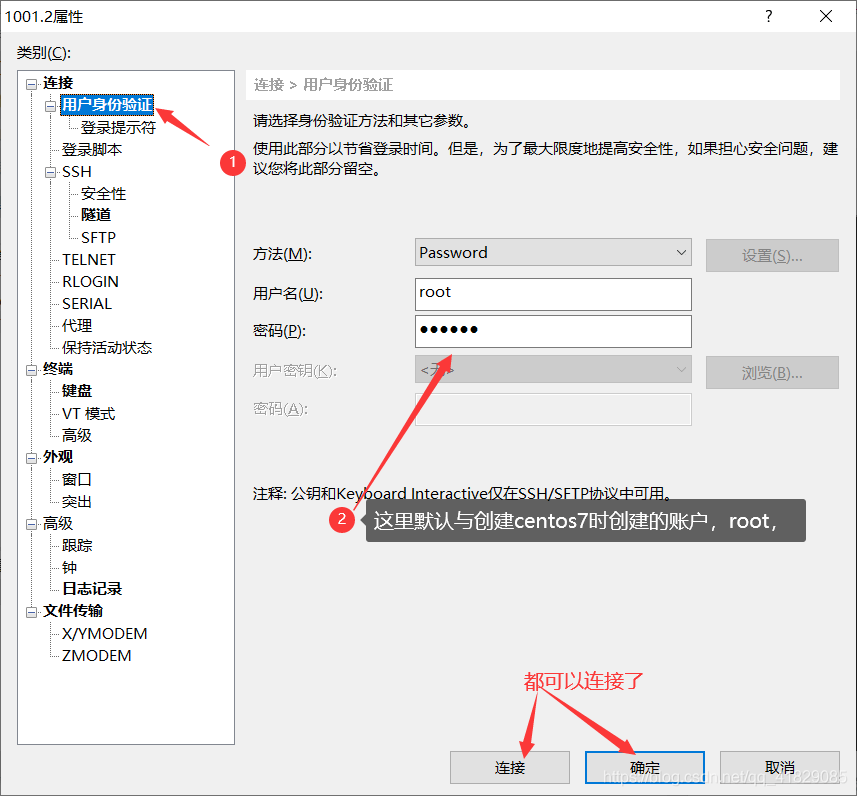 1001.2属性
?
类别(C):
连接
用户身份验证
登录提示符
登录脚本
SSH
安全性
隧道
SFTP
TELNET
RLOGIN
SERIAL
代理
保持活动状态
终端
键盘
VT 模式
高级
外观
窗口
突出
高级
跟踪
钟
日志记录
文件传输
X/YMODEM
ZMODEM
1
连接 > 用户身份验证
请选择身份验证方法和其它参数。
使用此部分以节省登录时间。但是，为了最大限度地提高安全性，如果担心安全问题，建
议您将此部分留空。
方法(M):
Password
设置(S)...
用户名(U):
root
密码(P):
●●●●●●
用户密钥(K):
<无>
浏览(B)...
密码(A):
注释: 公钥和Keyboard Interactive仅在SSH/SFTP协议中可用。
2
这里默认与创建centos7时创建的账户，root，
都可以连接了
连接
确定
取消
https://blog.csdn.net/qq_41829085